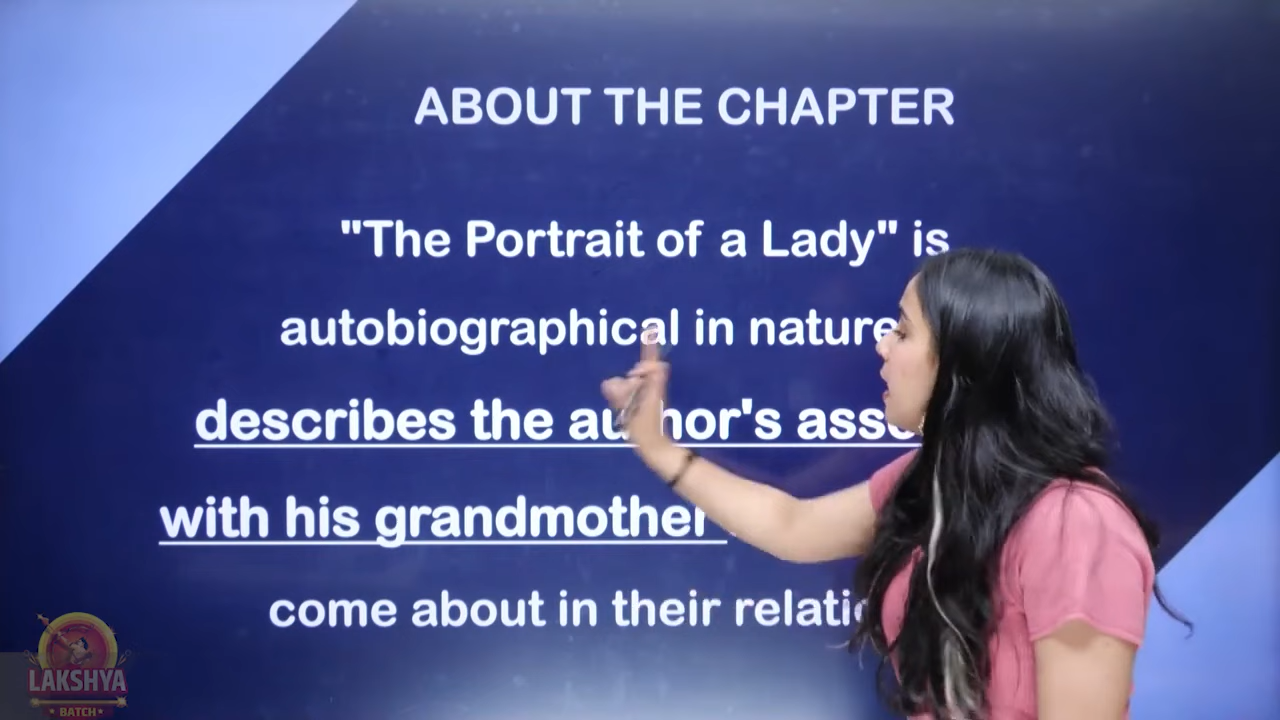 ABOUT THE CHAPTER
"The Portrait of a Lady" is
autobiographical in nature
describes the author's
with his grandmother
come about in their
LAKSHYA
BATCH